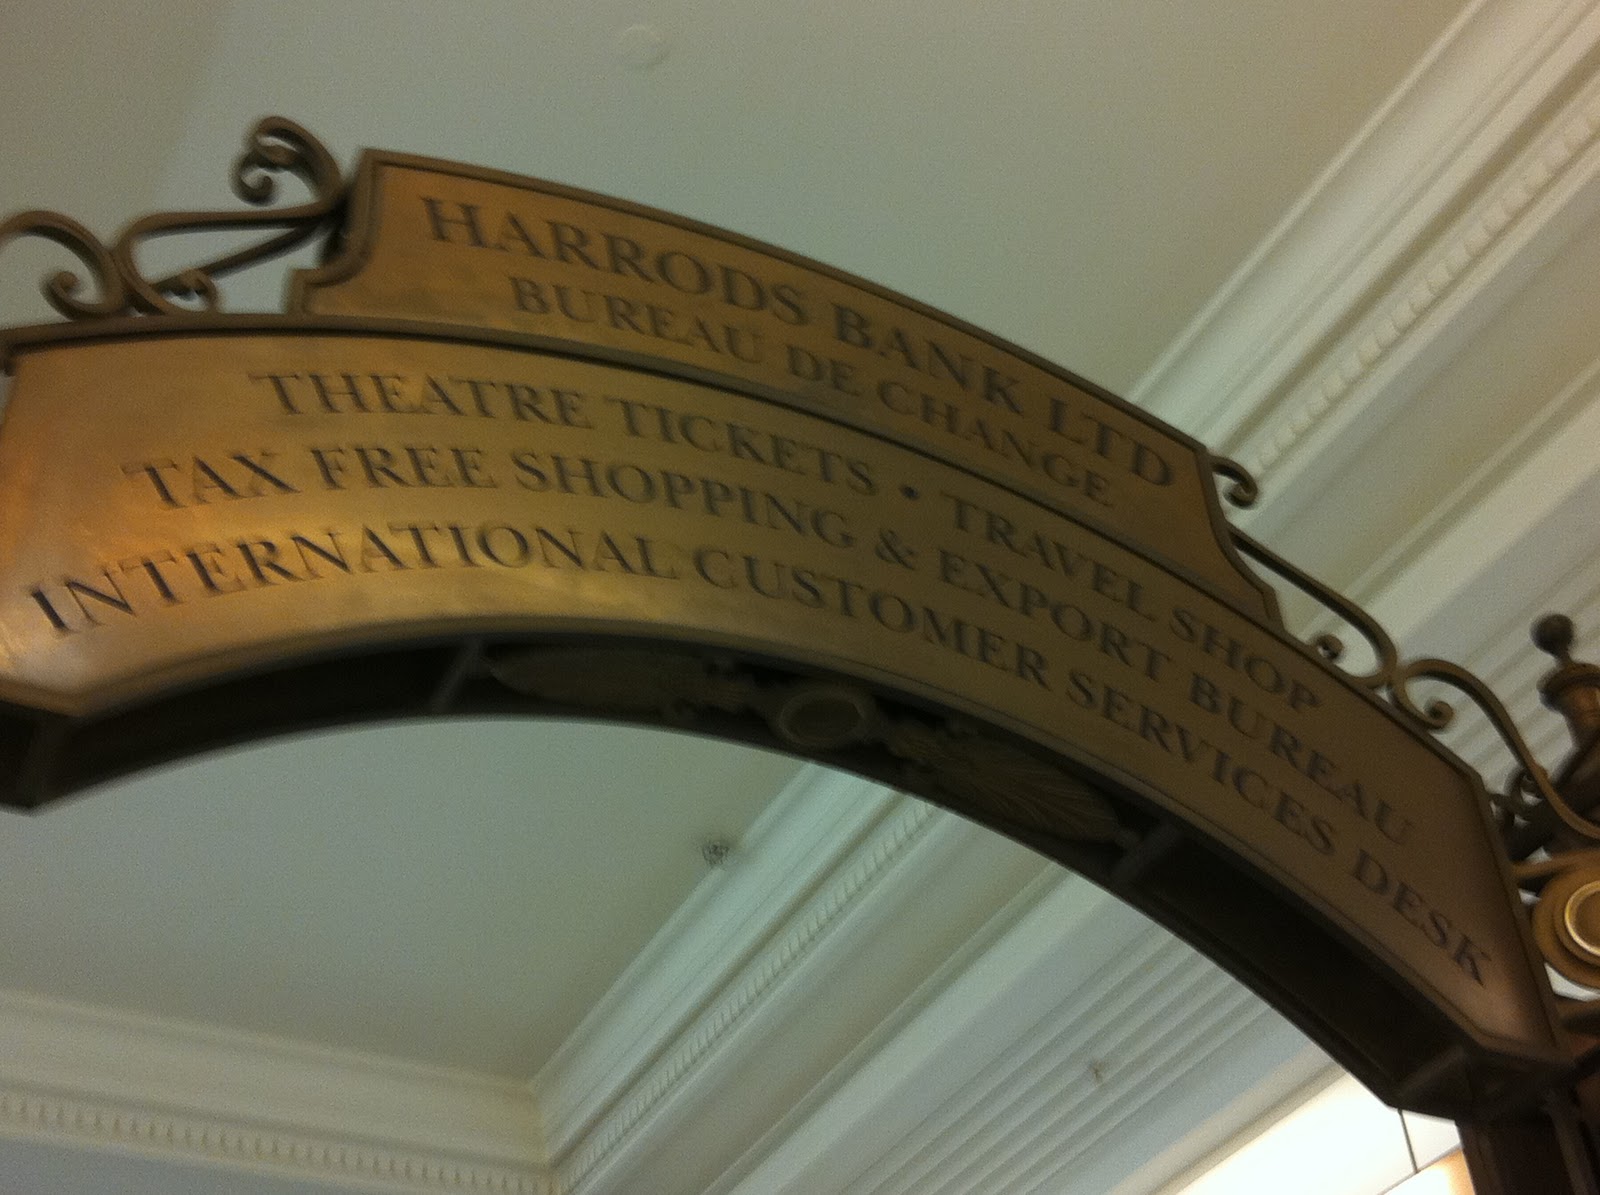 HARRODS BANK LTD
BUREAU DE CHANGE
THEATRE TICKETS • TRAVEL SHOP
TAX FREE SHOPPING & EXPORT BUREAU
INTERNATIONAL CUSTOMER SERVICES DESK